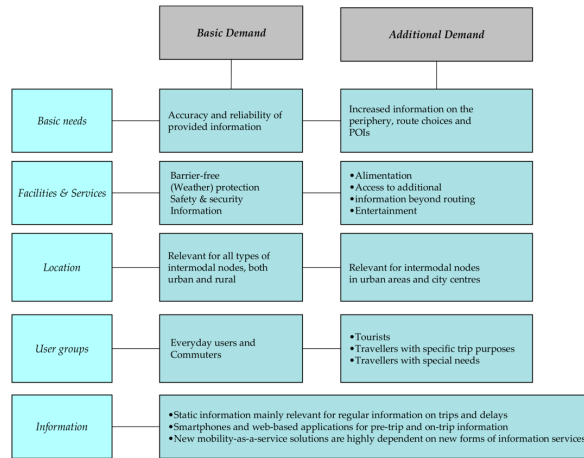 Basic Demand
Additional Demand
Basic needs
Accuracy and reliability of
provided information
Increased information on the
periphery, route choices and
POIs
Facilities & Services
Barrier-free
(Weather) protection
Safety & security
Information
•Alimentation
•Access to additional
•information beyond routing
•Entertainment
Location
Relevant for all types of
intermodal nodes, both
urban and rural
Relevant for intermodal nodes
in urban areas and city centres
User groups
Everyday users and
Commuters
•Tourists
•Travellers with specific trip purposes
•Travellers with special needs
Information
•Static information mainly relevant for regular information on trips and delays
•Smartphones and web-based applications for pre-trip and on-trip information
•New mobility-as-a-service solutions are highly dependent on new forms of information services